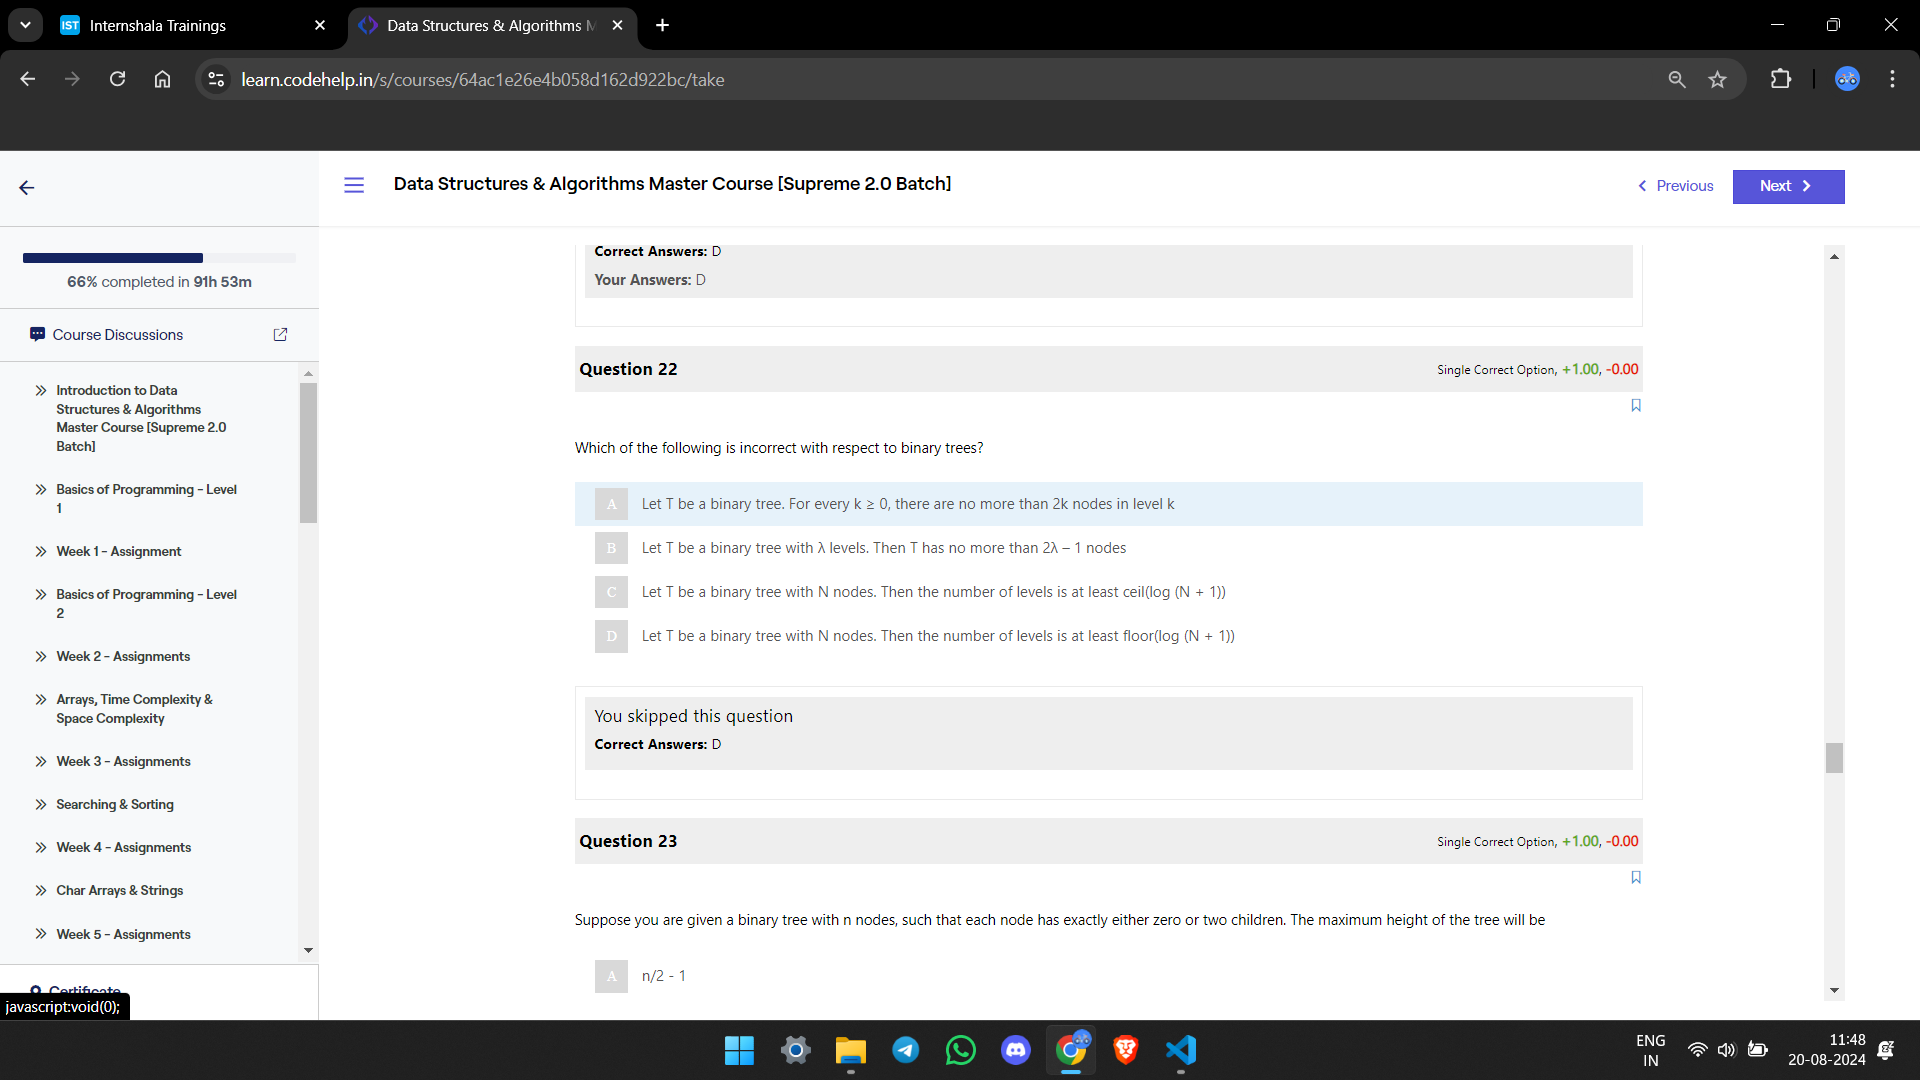 Internshala Trainings
Data Structures & Algorithms M
learn.codehelp.in/s/courses/64ac1e26e4b058d162d922bc/take
Data Structures & Algorithms Master Course [Supreme 2.0 Batch]
Previous
Next
66% completed in 91h 53m
Course Discussions
Introduction to Data
Structures & Algorithms
Master Course [Supreme 2.0
Batch]
Basics of Programming - Level
1
Week 1 - Assignment
Basics of Programming - Level
2
Week 2 - Assignments
Arrays, Time Complexity &
Space Complexity
Week 3 - Assignments
Searching & Sorting
Week 4 - Assignments
Char Arrays & Strings
Week 5 - Assignments
Certificate
javascript:void(0);
Correct Answers: D
Your Answers: D
Question 22
Single Correct Option, +1.00, -0.00
Which of the following is incorrect with respect to binary trees?
A Let T be a binary tree. For every k ≥ 0, there are no more than 2k nodes in level k
B Let T be a binary tree with λ levels. Then T has no more than 2λ – 1 nodes
C Let T be a binary tree with N nodes. Then the number of levels is at least ceil(log (N + 1))
D Let T be a binary tree with N nodes. Then the number of levels is at least floor(log (N + 1))
You skipped this question
Correct Answers: D
Question 23
Single Correct Option, +1.00, -0.00
Suppose you are given a binary tree with n nodes, such that each node has exactly either zero or two children. The maximum height of the tree will be
A n/2 - 1
ENG
IN
11:48
20-08-2024
IST